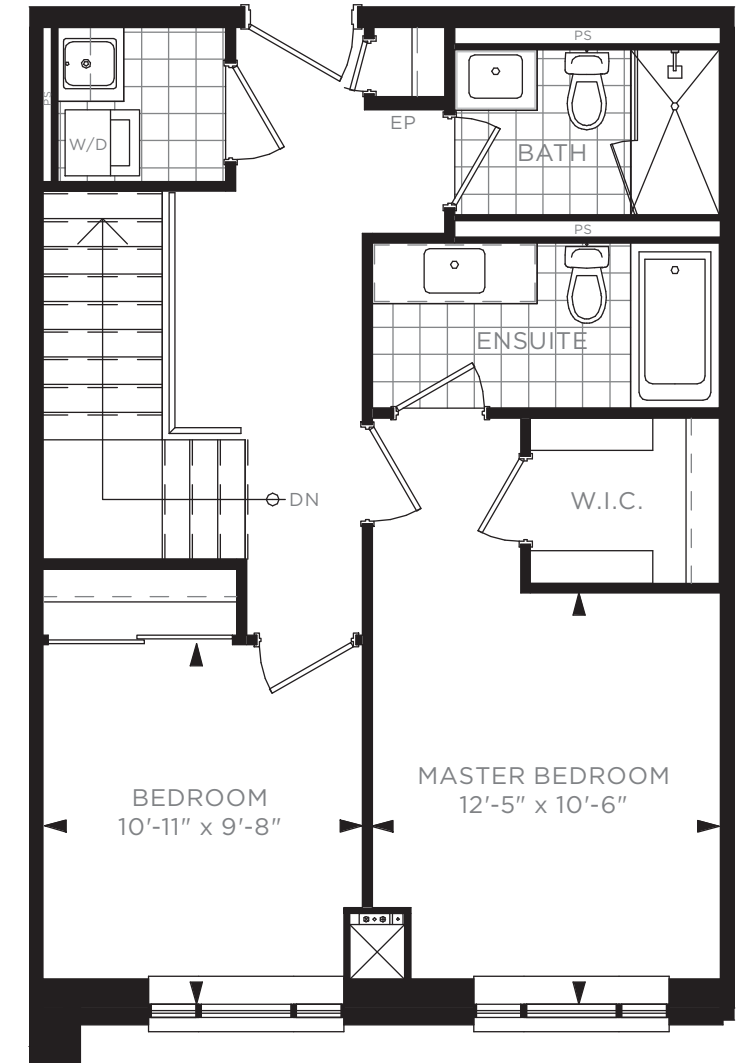 PS
PS
W/D
EP
BATH
PS
ENSUITE
W.I.C.
DN
MASTER BEDROOM
12'-5" x 10'-6"
BEDROOM
10'-11" x 9'-8"